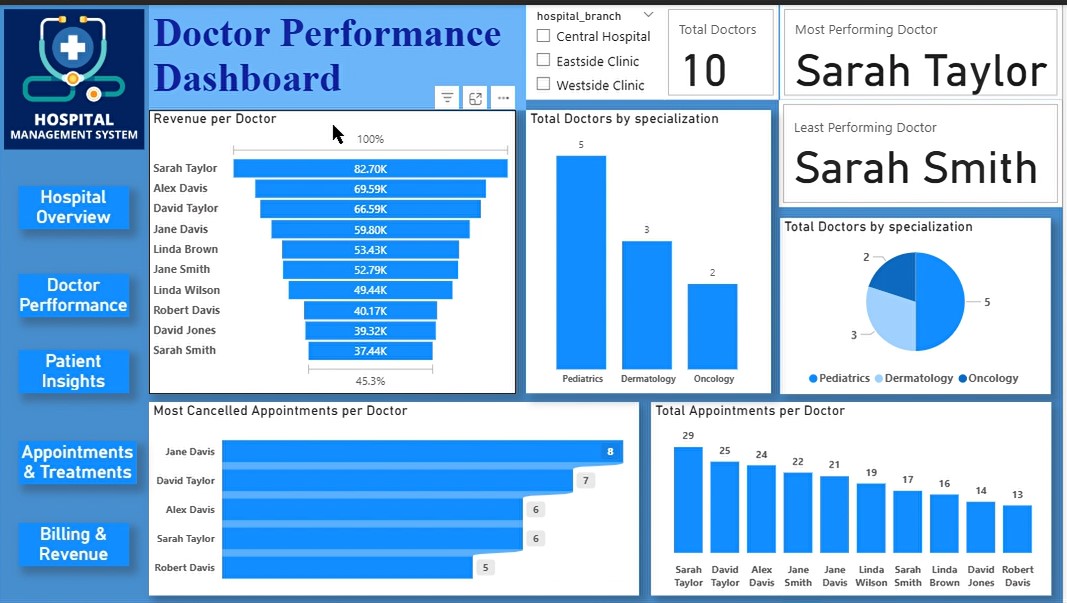 HOSPITAL
MANAGEMENT SYSTEM
Hospital
Overview
Doctor
Perfformance
Patient
Insights
Appointments
& Treatments
Billing &
Revenue
Doctor Performance
Dashboard
hospital_branch
Central Hospital
Eastside Clinic
Westside Clinic
Total Doctors
10
Most Performing Doctor
Sarah Taylor
Least Performing Doctor
Sarah Smith
Revenue per Doctor
100%
Sarah Taylor 82.70K
Alex Davis 69.59K
David Taylor 66.59K
Jane Davis 59.80K
Linda Brown 53.43K
Jane Smith 52.79K
Linda Wilson 49.44K
Robert Davis 40.17K
David Jones 39.32K
Sarah Smith 37.44K
45.3%
Total Doctors by specialization
5
3
2
Pediatrics Dermatology Oncology
Total Doctors by specialization
2
5
3
Pediatrics Dermatology Oncology
Most Cancelled Appointments per Doctor
Jane Davis 8
David Taylor 7
Alex Davis 6
Sarah Taylor 6
Robert Davis 5
Total Appointments per Doctor
29 25 24 22 21 19 17 16 14 13
Sarah David Alex Jane Jane Linda Sarah Linda David Robert
Taylor Taylor Davis Smith Davis Wilson Smith Brown Jones Davis